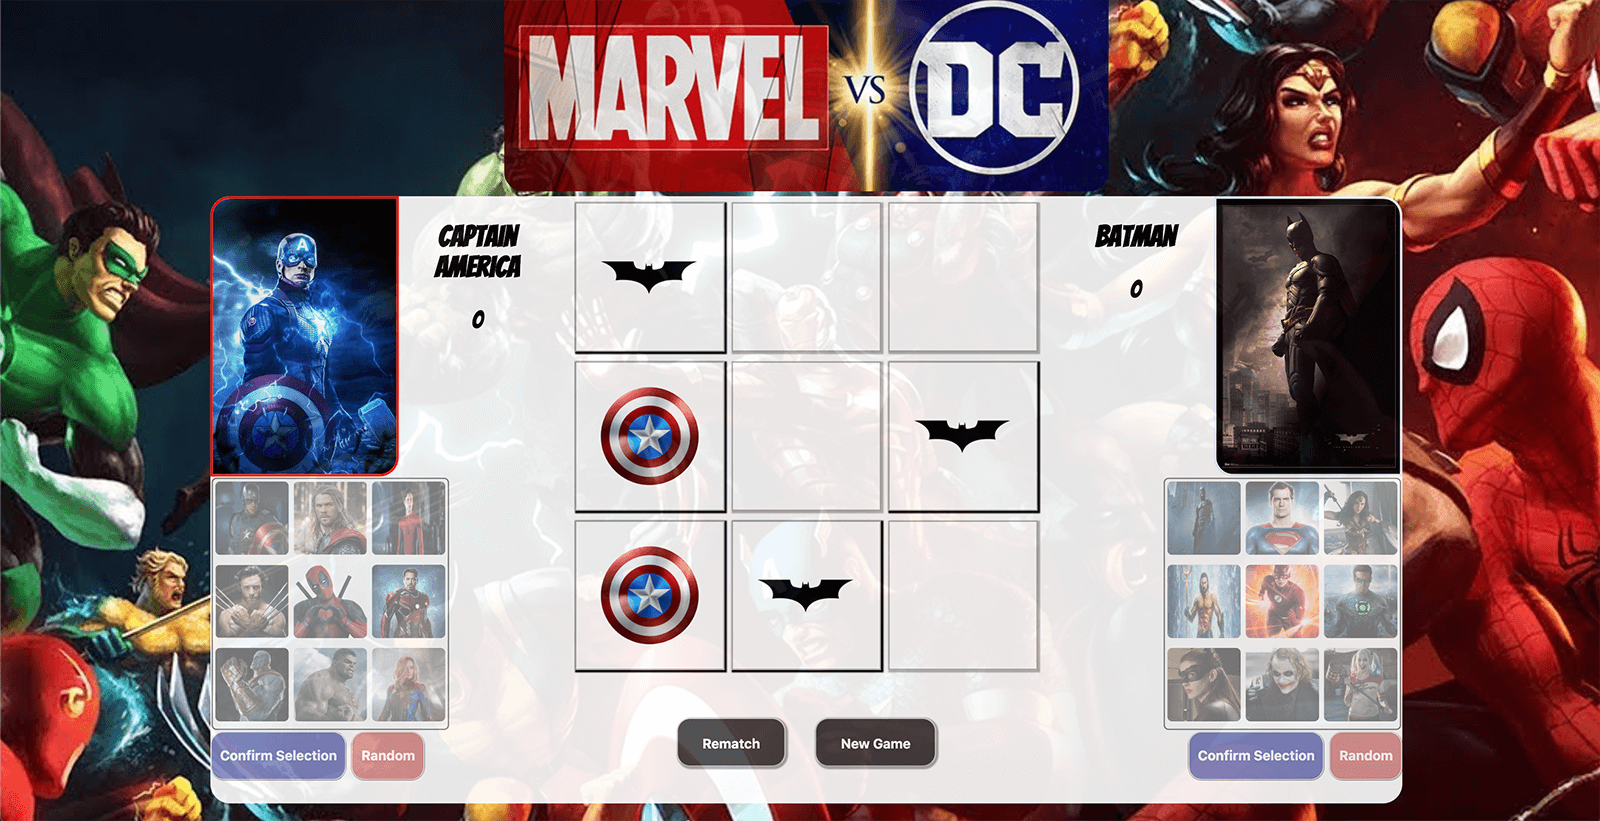 MARVEL
VS
DC
CAPTAIN
AMERICA
0
BATMAN
0
Rematch
New Game
Confirm Selection
Random
Confirm Selection
Random